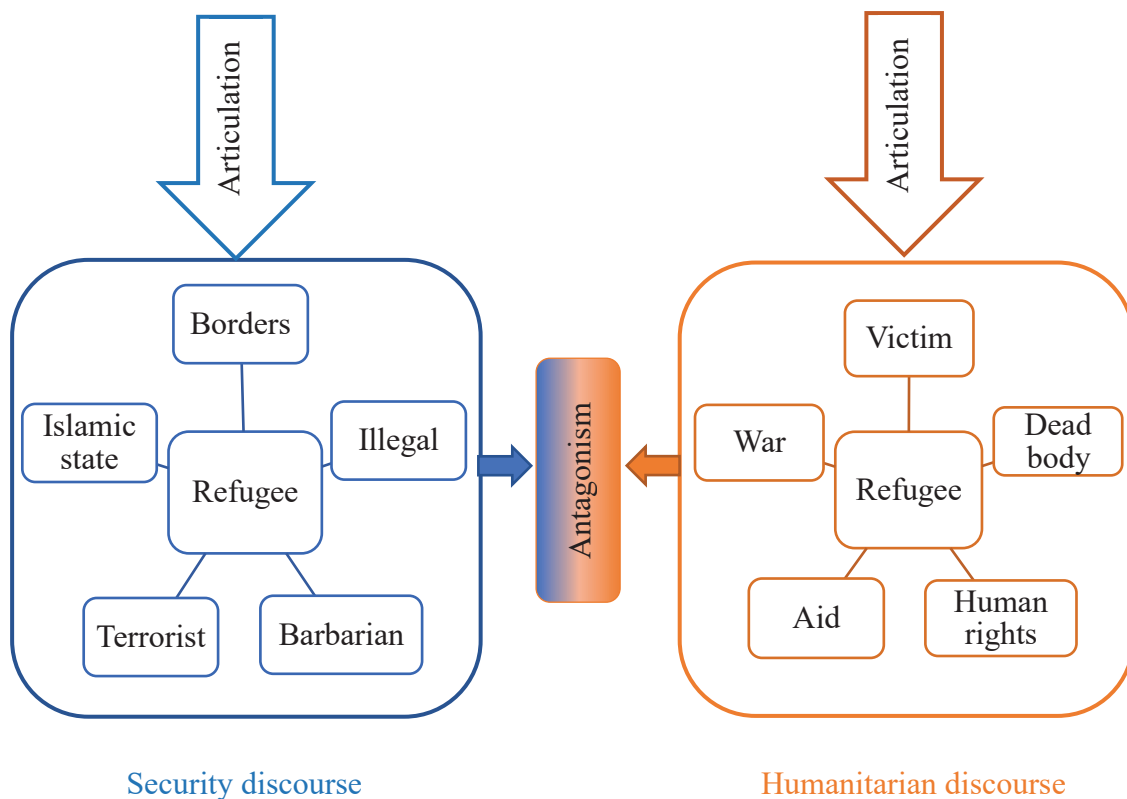 Articulation
Articulation
Borders
Islamic
state
Illegal
Refugee
Terrorist
Barbarian
Antagonism
Victim
War
Dead
body
Refugee
Aid
Human
rights
Security discourse
Humanitarian discourse